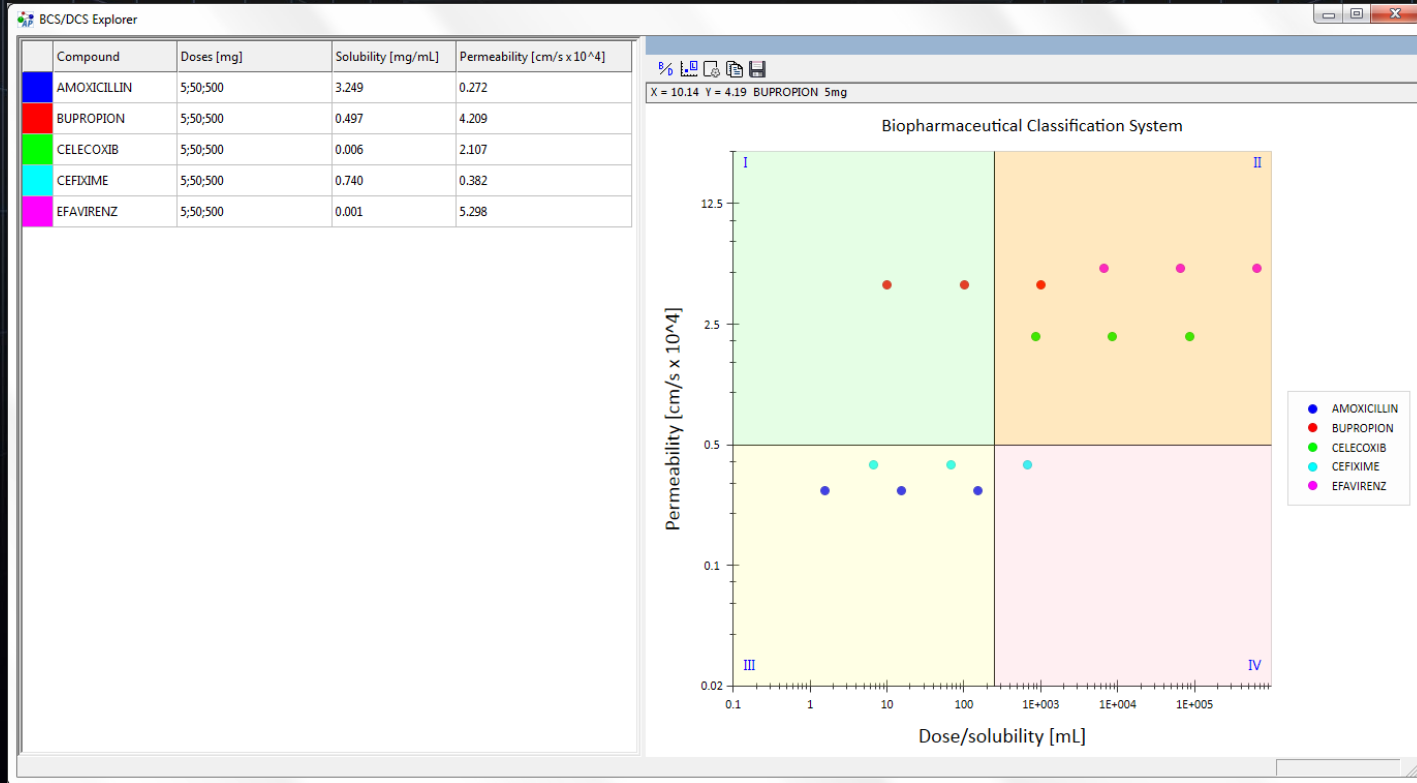 BCS/DCS Explorer
Compound Doses [mg] Solubility [mg/mL] Permeability [cm/s x 10^4]
AMOXICILLIN 5;50;500 3.249 0.272
BUPROPION 5;50;500 0.497 4.209
CELECOXIB 5;50;500 0.006 2.107
CEFIXIME 5;50;500 0.740 0.382
EFAVIRENZ 5;50;500 0.001 5.298
B/D L
X = 10.14 Y = 4.19 BUPROPION 5mg
Biopharmaceutical Classification System
I II
12.5
2.5
0.5
0.1
0.02
Permeability [cm/s x 10^4]
III IV
0.1 1 10 100 1E+003 1E+004 1E+005
Dose/solubility [mL]
AMOXICILLIN
BUPROPION
CELECOXIB
CEFIXIME
EFAVIRENZ